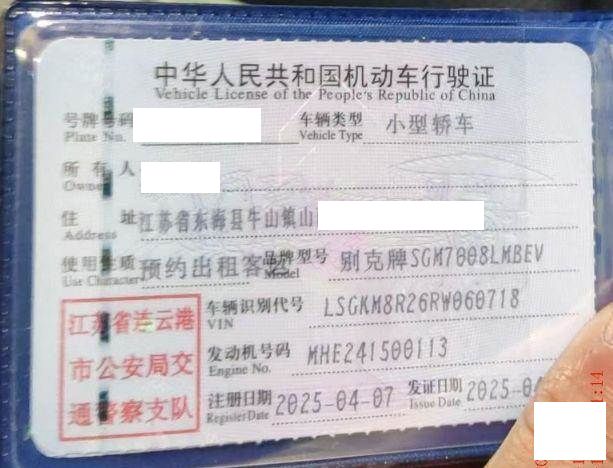 中华人民共和国机动车行驶证
Vehicle License of the People's Republic of China
号牌号码 车辆类型 小型轿车
Plate No. Vehicle Type
所有人
Owner
住址 江苏省东海县牛山镇山
Address
使用性质 预约出租客运 品牌型号 别克牌SGM7008LMBEV
Use Character Model
江苏省连云港
市公安局交
通警察支队
车辆识别代号 LSGKM8R26RW060718
VIN
发动机号码 MHE241500113
Engine No.
注册日期 2025-04-07 发证日期 2025-04
Register Date Issue Date